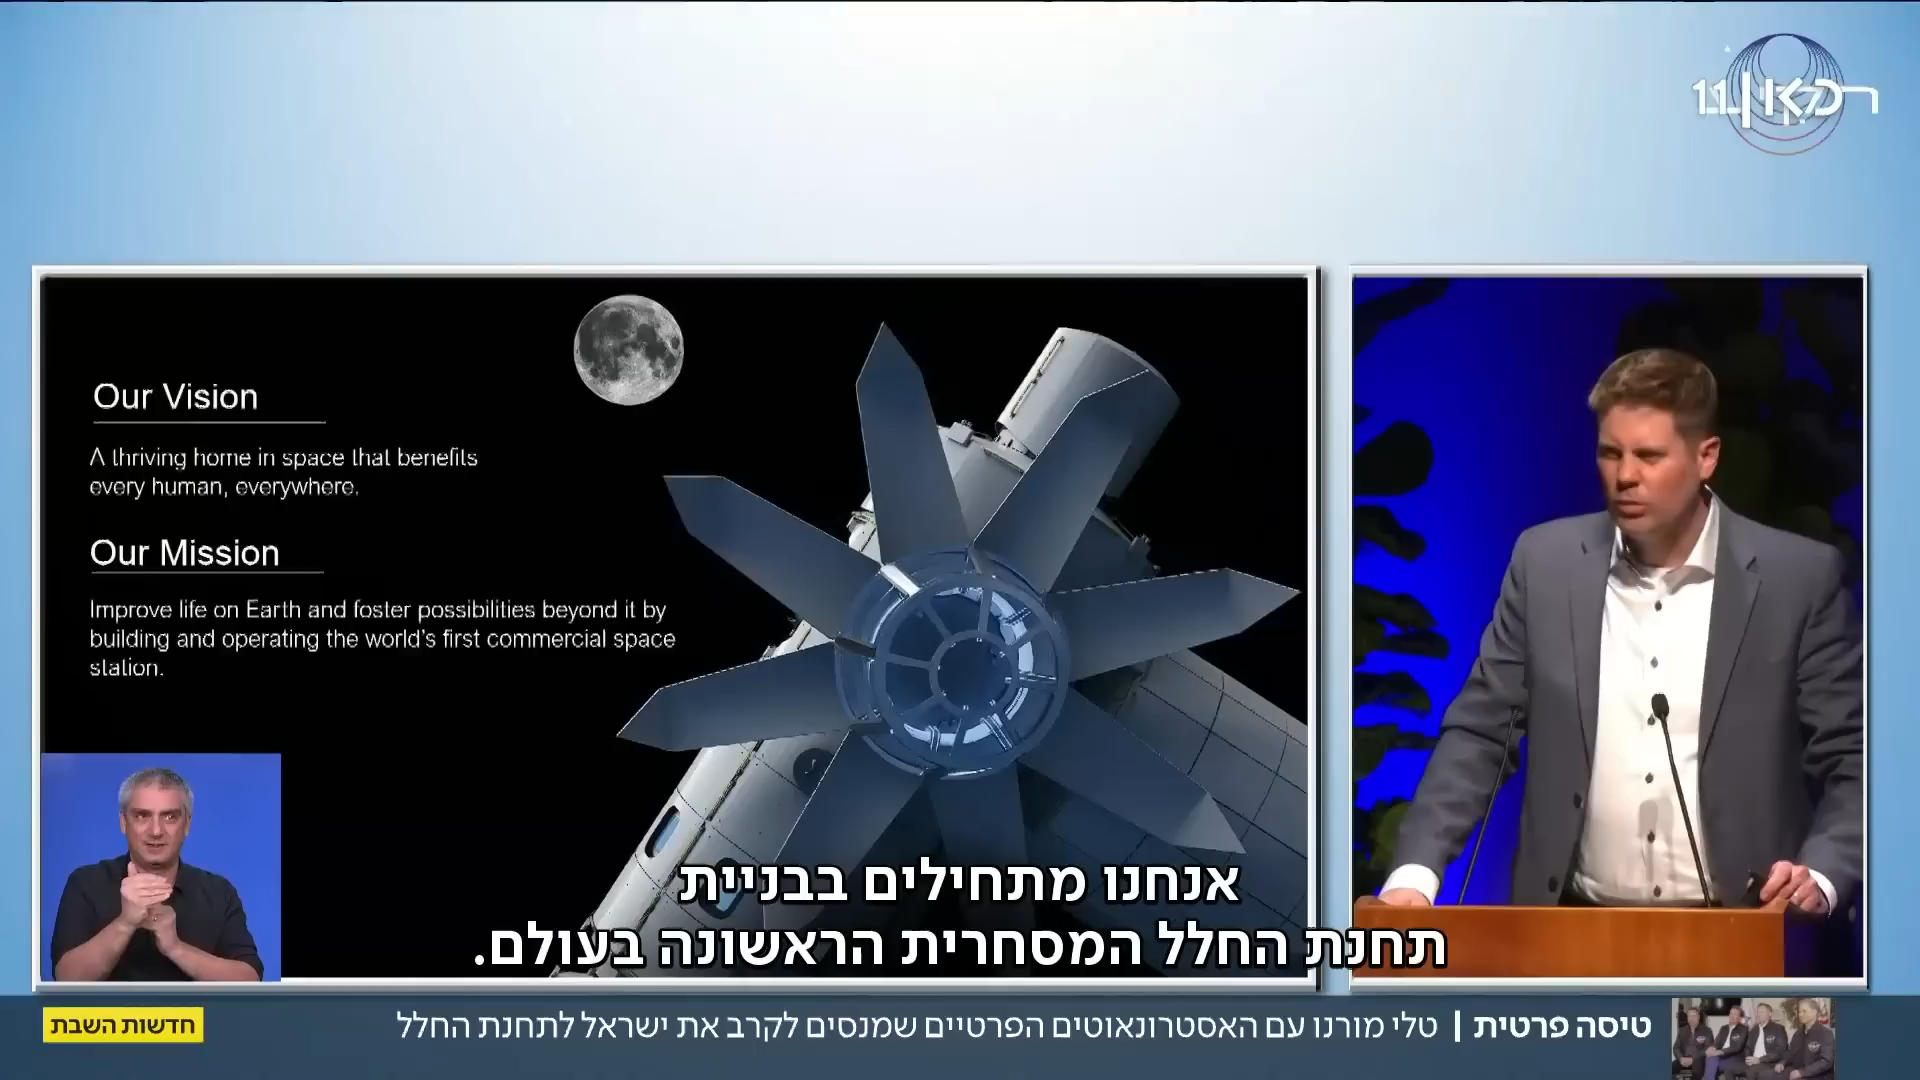 כאן 11
Our Vision
A thriving home in space that benefits
every human, everywhere.
Our Mission
Improve life on Earth and foster possibilities beyond it by
building and operating the world's first commercial space
station.
אנחנו מתחילים בבניית
תחנת החלל המסחרית הראשונה בעולם.
טיסה פרטית | טלי מורנו עם האסטרונאוטים הפרטיים שמנסים לקרב את ישראל לתחנת החלל
חדשות השבת